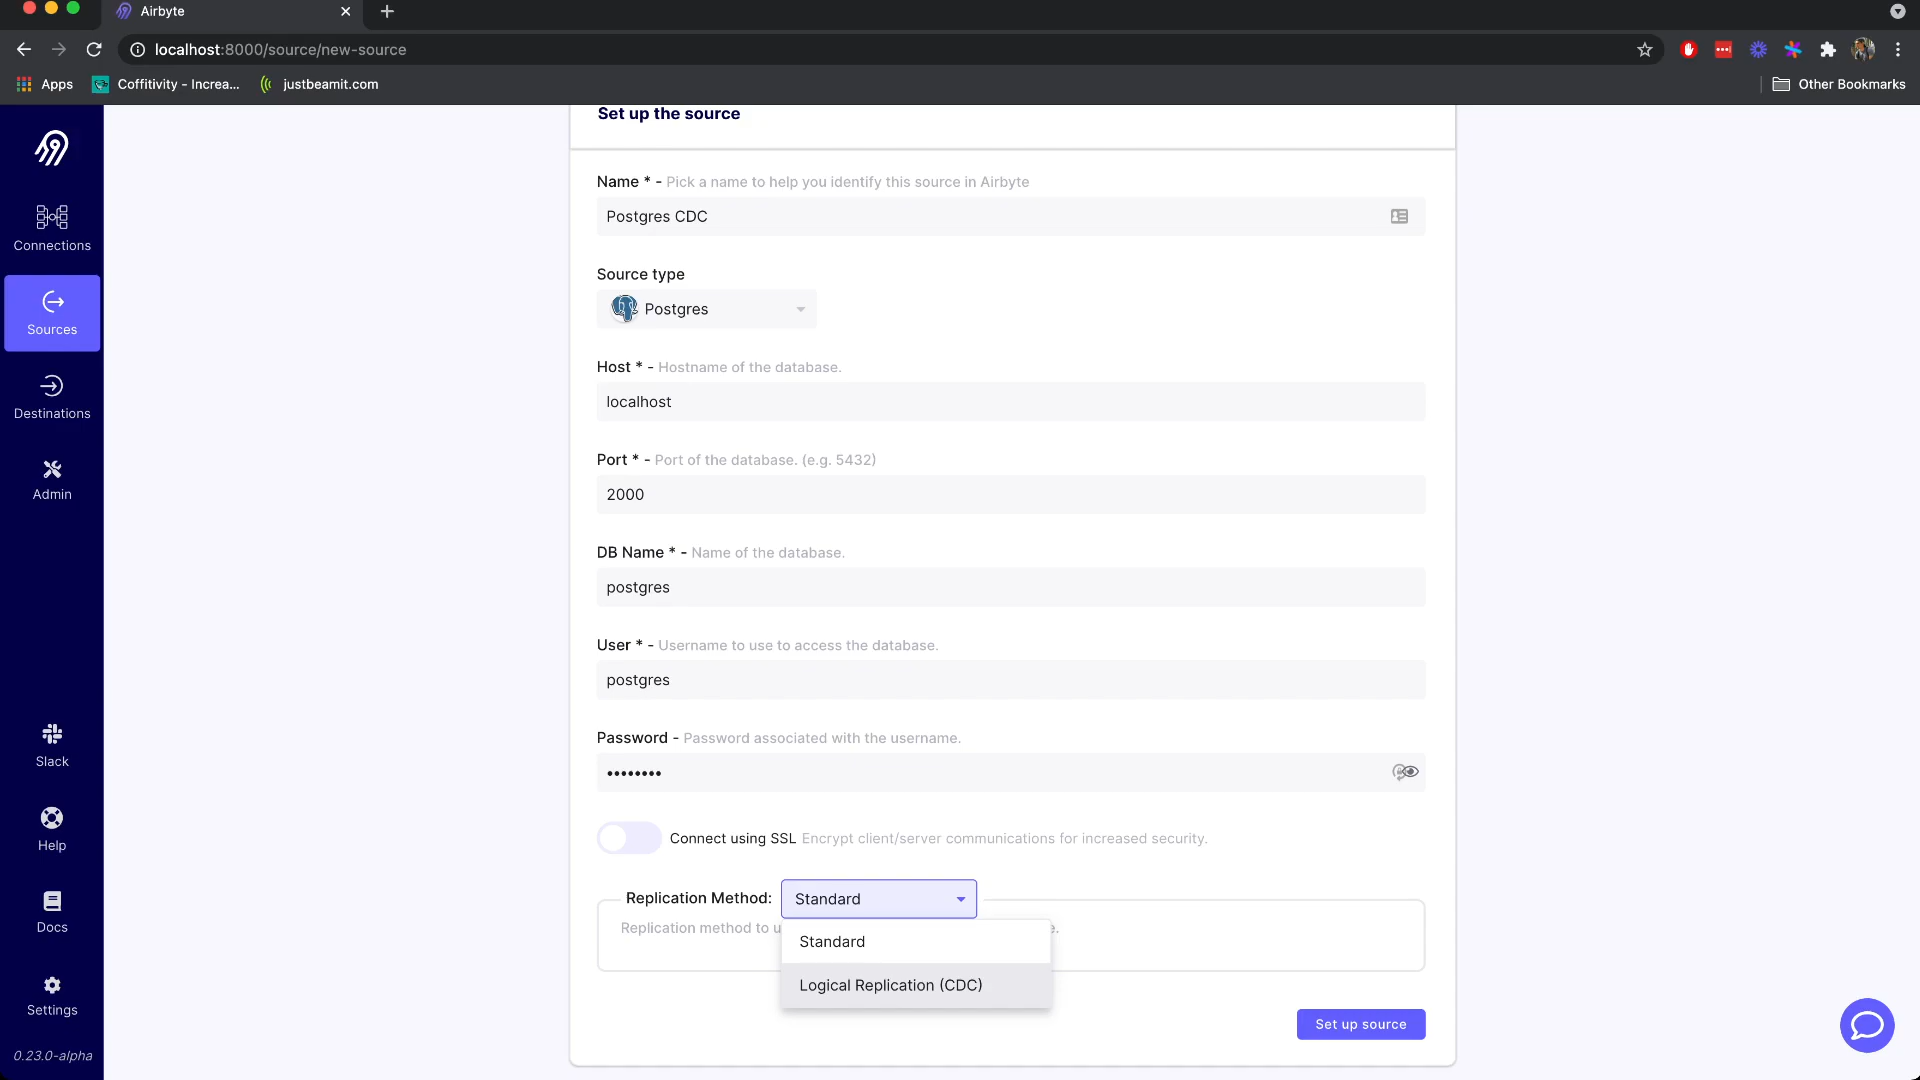 Airbyte
localhost:8000/source/new-source
Apps
Coffitivity - Increa...
justbeamit.com
Other Bookmarks
Set up the source
Connections
Sources
Destinations
Admin
Slack
Help
Docs
Settings
0.23.0-alpha
Name * - Pick a name to help you identify this source in Airbyte
Postgres CDC
Source type
Postgres
Host * - Hostname of the database.
localhost
Port * - Port of the database. (e.g. 5432)
2000
DB Name * - Name of the database.
postgres
User * - Username to use to access the database.
postgres
Password - Password associated with the username.
••••••••
Connect using SSL Encrypt client/server communications for increased security.
Replication Method: Standard
Replication method to u
Standard
Logical Replication (CDC)
Set up source